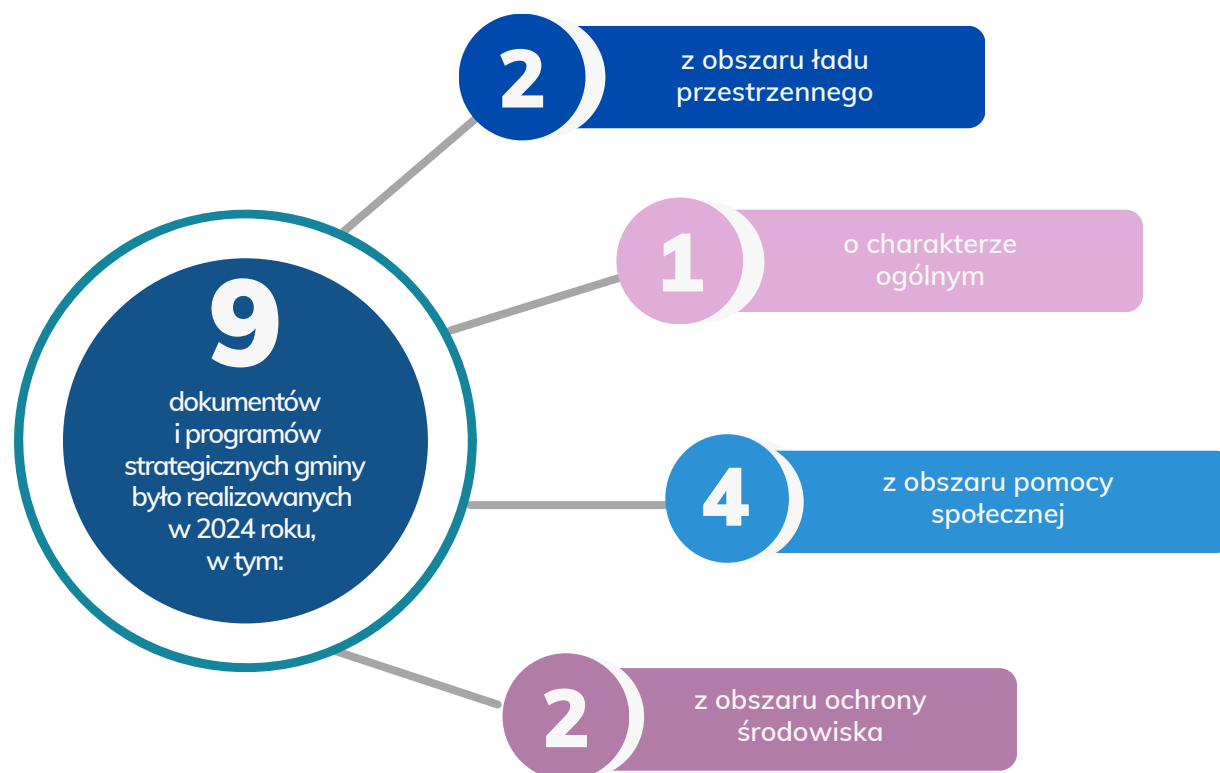 9
dokumentów
i programów
strategicznych gminy
było realizowanych
w 2024 roku,
w tym:
2
z obszaru ładu
przestrzennego
1
o charakterze
ogólnym
4
z obszaru pomocy
społecznej
2
z obszaru ochrony
środowiska